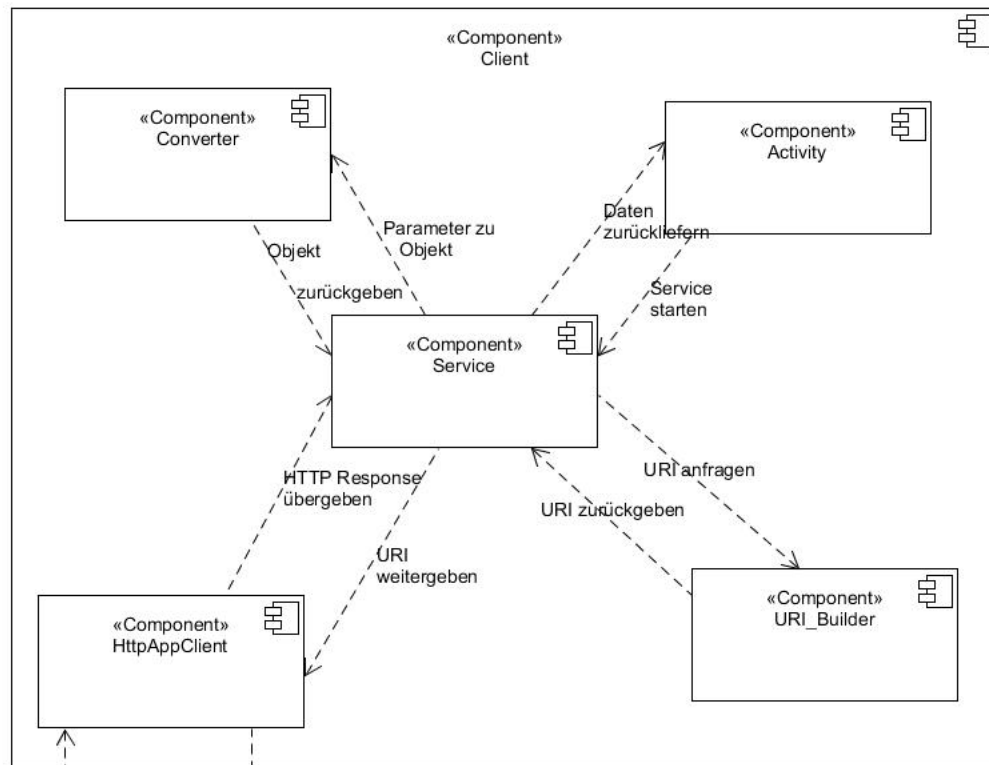 «Component»
Client
«Component»
Converter
«Component»
Activity
Objekt
zurückgeben
Parameter zu
Objekt
Daten
zurückliefern
Service
starten
«Component»
Service
HTTP Response
übergeben
URI
weitergeben
URI zurückgeben
URI anfragen
«Component»
HttpAppClient
«Component»
URI_Builder